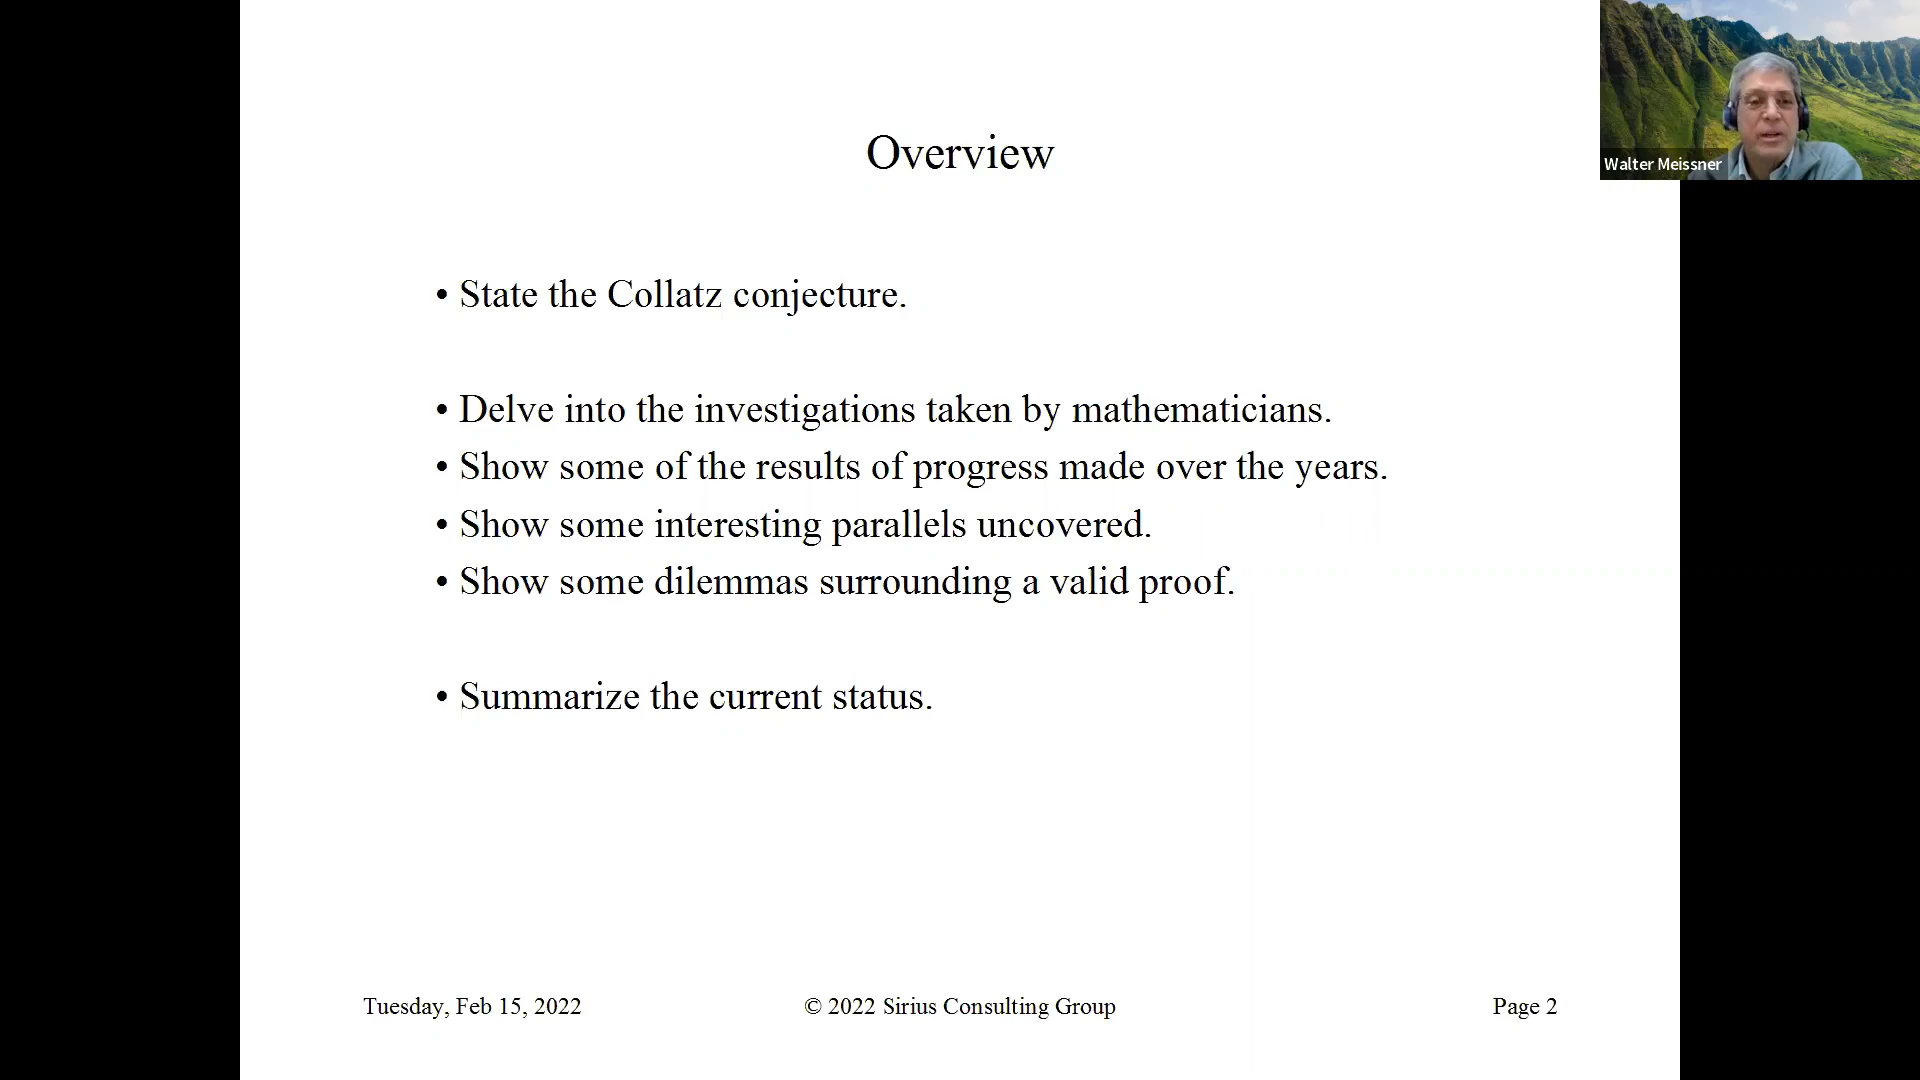 Overview
• State the Collatz conjecture.
• Delve into the investigations taken by mathematicians.
• Show some of the results of progress made over the years.
• Show some interesting parallels uncovered.
• Show some dilemmas surrounding a valid proof.
• Summarize the current status.
Tuesday, Feb 15, 2022
© 2022 Sirius Consulting Group
Page 2
Walter Meissner